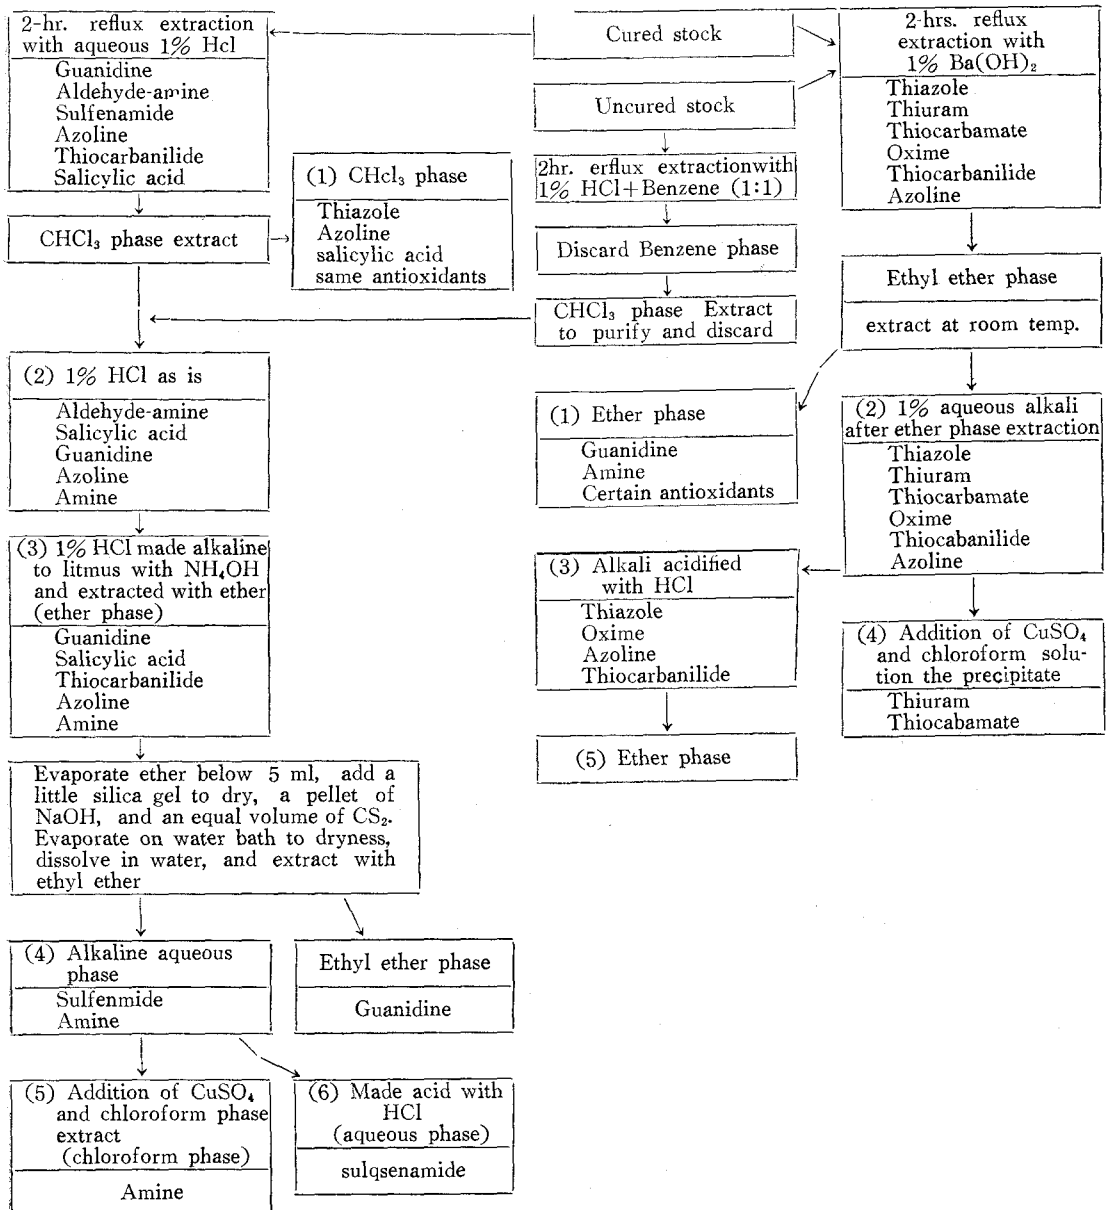 2-hr. reflux extraction
with aqueous 1% Hcl
Guanidine
Aldehyde-amine
Sulfenamide
Azoline
Thiocarbanilide
Salicylic acid
CHCl₃ phase extract
(1) CHcl₃ phase
Thiazole
Azoline
salicylic acid
same antioxidants
Cured stock
Uncured stock
2hr. erflux extractionwith
1% HCl+Benzene (1:1)
Discard Benzene phase
CHCl₃ phase Extract
to purify and discard
2-hrs. reflux
extraction with
1% Ba(OH)₂
Thiazole
Thiuram
Thiocarbamate
Oxime
Thiocarbanilide
Azoline
Ethyl ether phase
extract at room temp.
(2) 1% HCl as is
Aldehyde-amine
Salicylic acid
Guanidine
Azoline
Amine
(1) Ether phase
Guanidine
Amine
Certain antioxidants
(2) 1% aqueous alkali
after ether phase extraction
Thiazole
Thiuram
Thiocarbamate
Oxime
Thiocabanilide
Azoline
(3) 1% HCl made alkaline
to litmus with NH₄OH
and extracted with ether
(ether phase)
Guanidine
Salicylic acid
Thiocarbanilide
Azoline
Amine
(3) Alkali acidified
with HCl
Thiazole
Oxime
Azoline
Thiocarbanilide
(4) Addition of CuSO₄
and chloroform solu-
tion the precipitate
Thiuram
Thiocabamate
(5) Ether phase
Evaporate ether below 5 ml, add a
little silica gel to dry, a pellet of
NaOH, and an equal volume of CS₂.
Evaporate on water bath to dryness,
dissolve in water, and extract with
ethyl ether
(4) Alkaline aqueous
phase
Sulfenmide
Amine
Ethyl ether phase
Guanidine
(5) Addition of CuSO₄
and chloroform phase
extract
(chloroform phase)
Amine
(6) Made acid with
HCl
(aqueous phase)
sulqsenamide